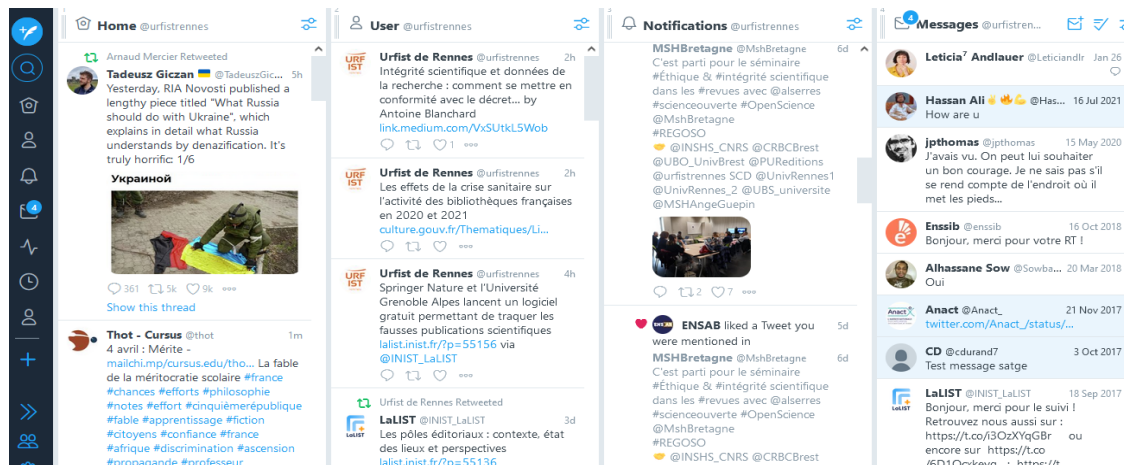 1
Home @urfistrennes
Arnaud Mercier Retweeted
Tadeusz Giczan 🇺🇦 @TadeuszGic... 5h
Yesterday, RIA Novosti published a
lengthy piece titled "What Russia
should do with Ukraine", which
explains in detail what Russia
understands by denazification. It's
truly horrific 1/6
Украиной
361 5k 9k
Show this thread
Thot - Cursus @thot 1m
4 avril : Mérite -
mailchi.mp/cursus.edu/tho... La fable
de la méritocratie scolaire #france
#chances #efforts #philosophie
#notes #effort #cinquièmerépublique
#fable #apprentissage #fiction
#citoyens #confiance #france
#afrique #discrimination #ascension
#propagande #professeur
4
2
User @urfistrennes
URFIST
Urfist de Rennes @urfistrennes 2h
Intégrité scientifique et données de
la recherche : comment se mettre en
conformité avec le décret... by
Antoine Blanchard
link.medium.com/VxSUtkL5Wob
1
URFIST
Urfist de Rennes @urfistrennes 2h
Les effets de la crise sanitaire sur
l'activité des bibliothèques françaises
en 2020 et 2021
culture.gouv.fr/Thematiques/Li...
URFIST
Urfist de Rennes @urfistrennes 4h
Springer Nature et l'Université
Grenoble Alpes lancent un logiciel
gratuit permettant de traquer les
fausses publications scientifiques
lalist.inist.fr/?p=55156 via
@INIST_LaLIST
Urfist de Rennes Retweeted
LaLIST
LaLIST @INIST_LaLIST 3d
Les pôles éditoriaux : contexte, état
des lieux et perspectives
lalist.inist.fr/?p=55136
3
Notifications @urfistrennes
MSHBretagne @MshBretagne 6d
C'est parti pour le séminaire
#Éthique & #intégrité scientifique
dans les #revues avec @alserres
#scienceouverte #OpenScience
@MshBretagne
#REGOSO
🤝 @INSHS_CNRS @CRBCBrest
@UBO_UnivBrest @PUReditions
@urfistrennes SCD @UnivRennes1
@UnivRennes_2 @UBS_universite
@MSHAngeGuepin
2 7
ENSAB liked a Tweet you 5d
were mentioned in
MSHBretagne @MshBretagne 6d
C'est parti pour le séminaire
#Éthique & #intégrité scientifique
dans les #revues avec @alserres
#scienceouverte #OpenScience
@MshBretagne
#REGOSO
🤝 @INSHS_CNRS @CRBCBrest
4
4
Messages @urfistren...
Leticia⁷ Andlauer @Leticiandlr Jan 26
Hassan Ali ✌🔥💪 @Has... 16 Jul 2021
How are u
jpthomas @jpthomas 15 May 2020
J'avais vu. On peut lui souhaiter
un bon courage. Je ne sais pas s'il
se rend compte de l'endroit où il
met les pieds...
Enssib @enssib 16 Oct 2018
Bonjour, merci pour votre RT !
Alhassane Sow @Sowba... 20 Mar 2018
Oui
Anact
Anact @Anact_ 21 Nov 2017
twitter.com/Anact_/status/...
CD @cdurand7 3 Oct 2017
Test message satge
LaLIST
LaLIST @INIST_LaLIST 18 Sep 2017
Bonjour, merci pour le suivi !
Retrouvez nous aussi sur :
https://t.co/i3OzXYqGBr ou
encore sur https://t.co